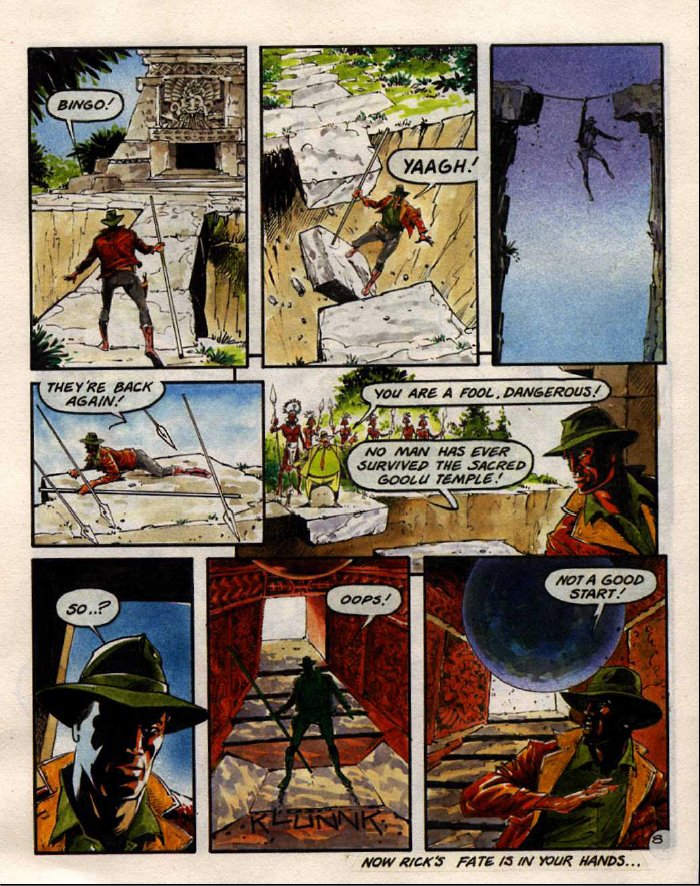 BINGO!
YAAGH!
THEY'RE BACK
AGAIN!
YOU ARE A FOOL, DANGEROUS!
NO MAN HAS EVER
SURVIVED THE SACRED
GOOLU TEMPLE!
SO..?
OOPS!
KLUNNK
NOT A GOOD
START!
8
NOW RICK'S FATE IS IN YOUR HANDS...